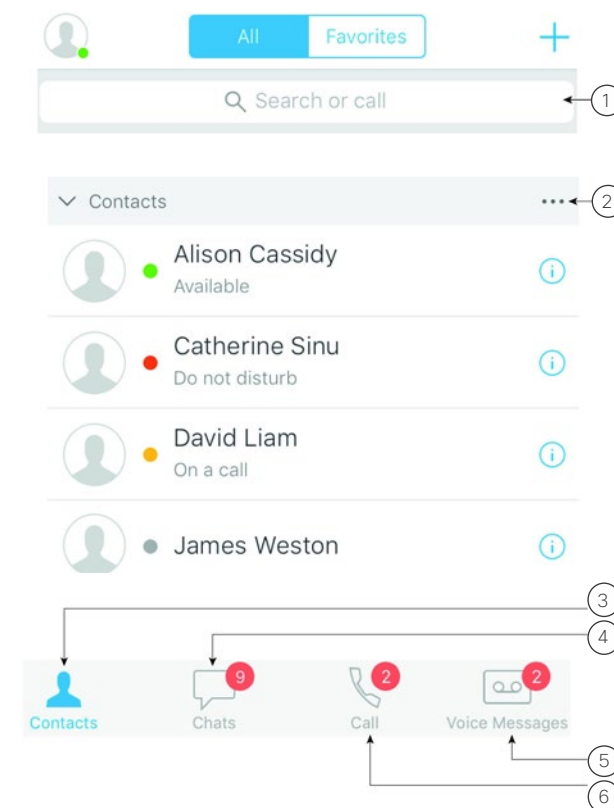 All Favorites
Search or call
1
Contacts
2
Alison Cassidy
Available
Catherine Sinu
Do not disturb
David Liam
On a call
James Weston
3
4
9 2 2
Contacts Chats Call Voice Messages
5
6